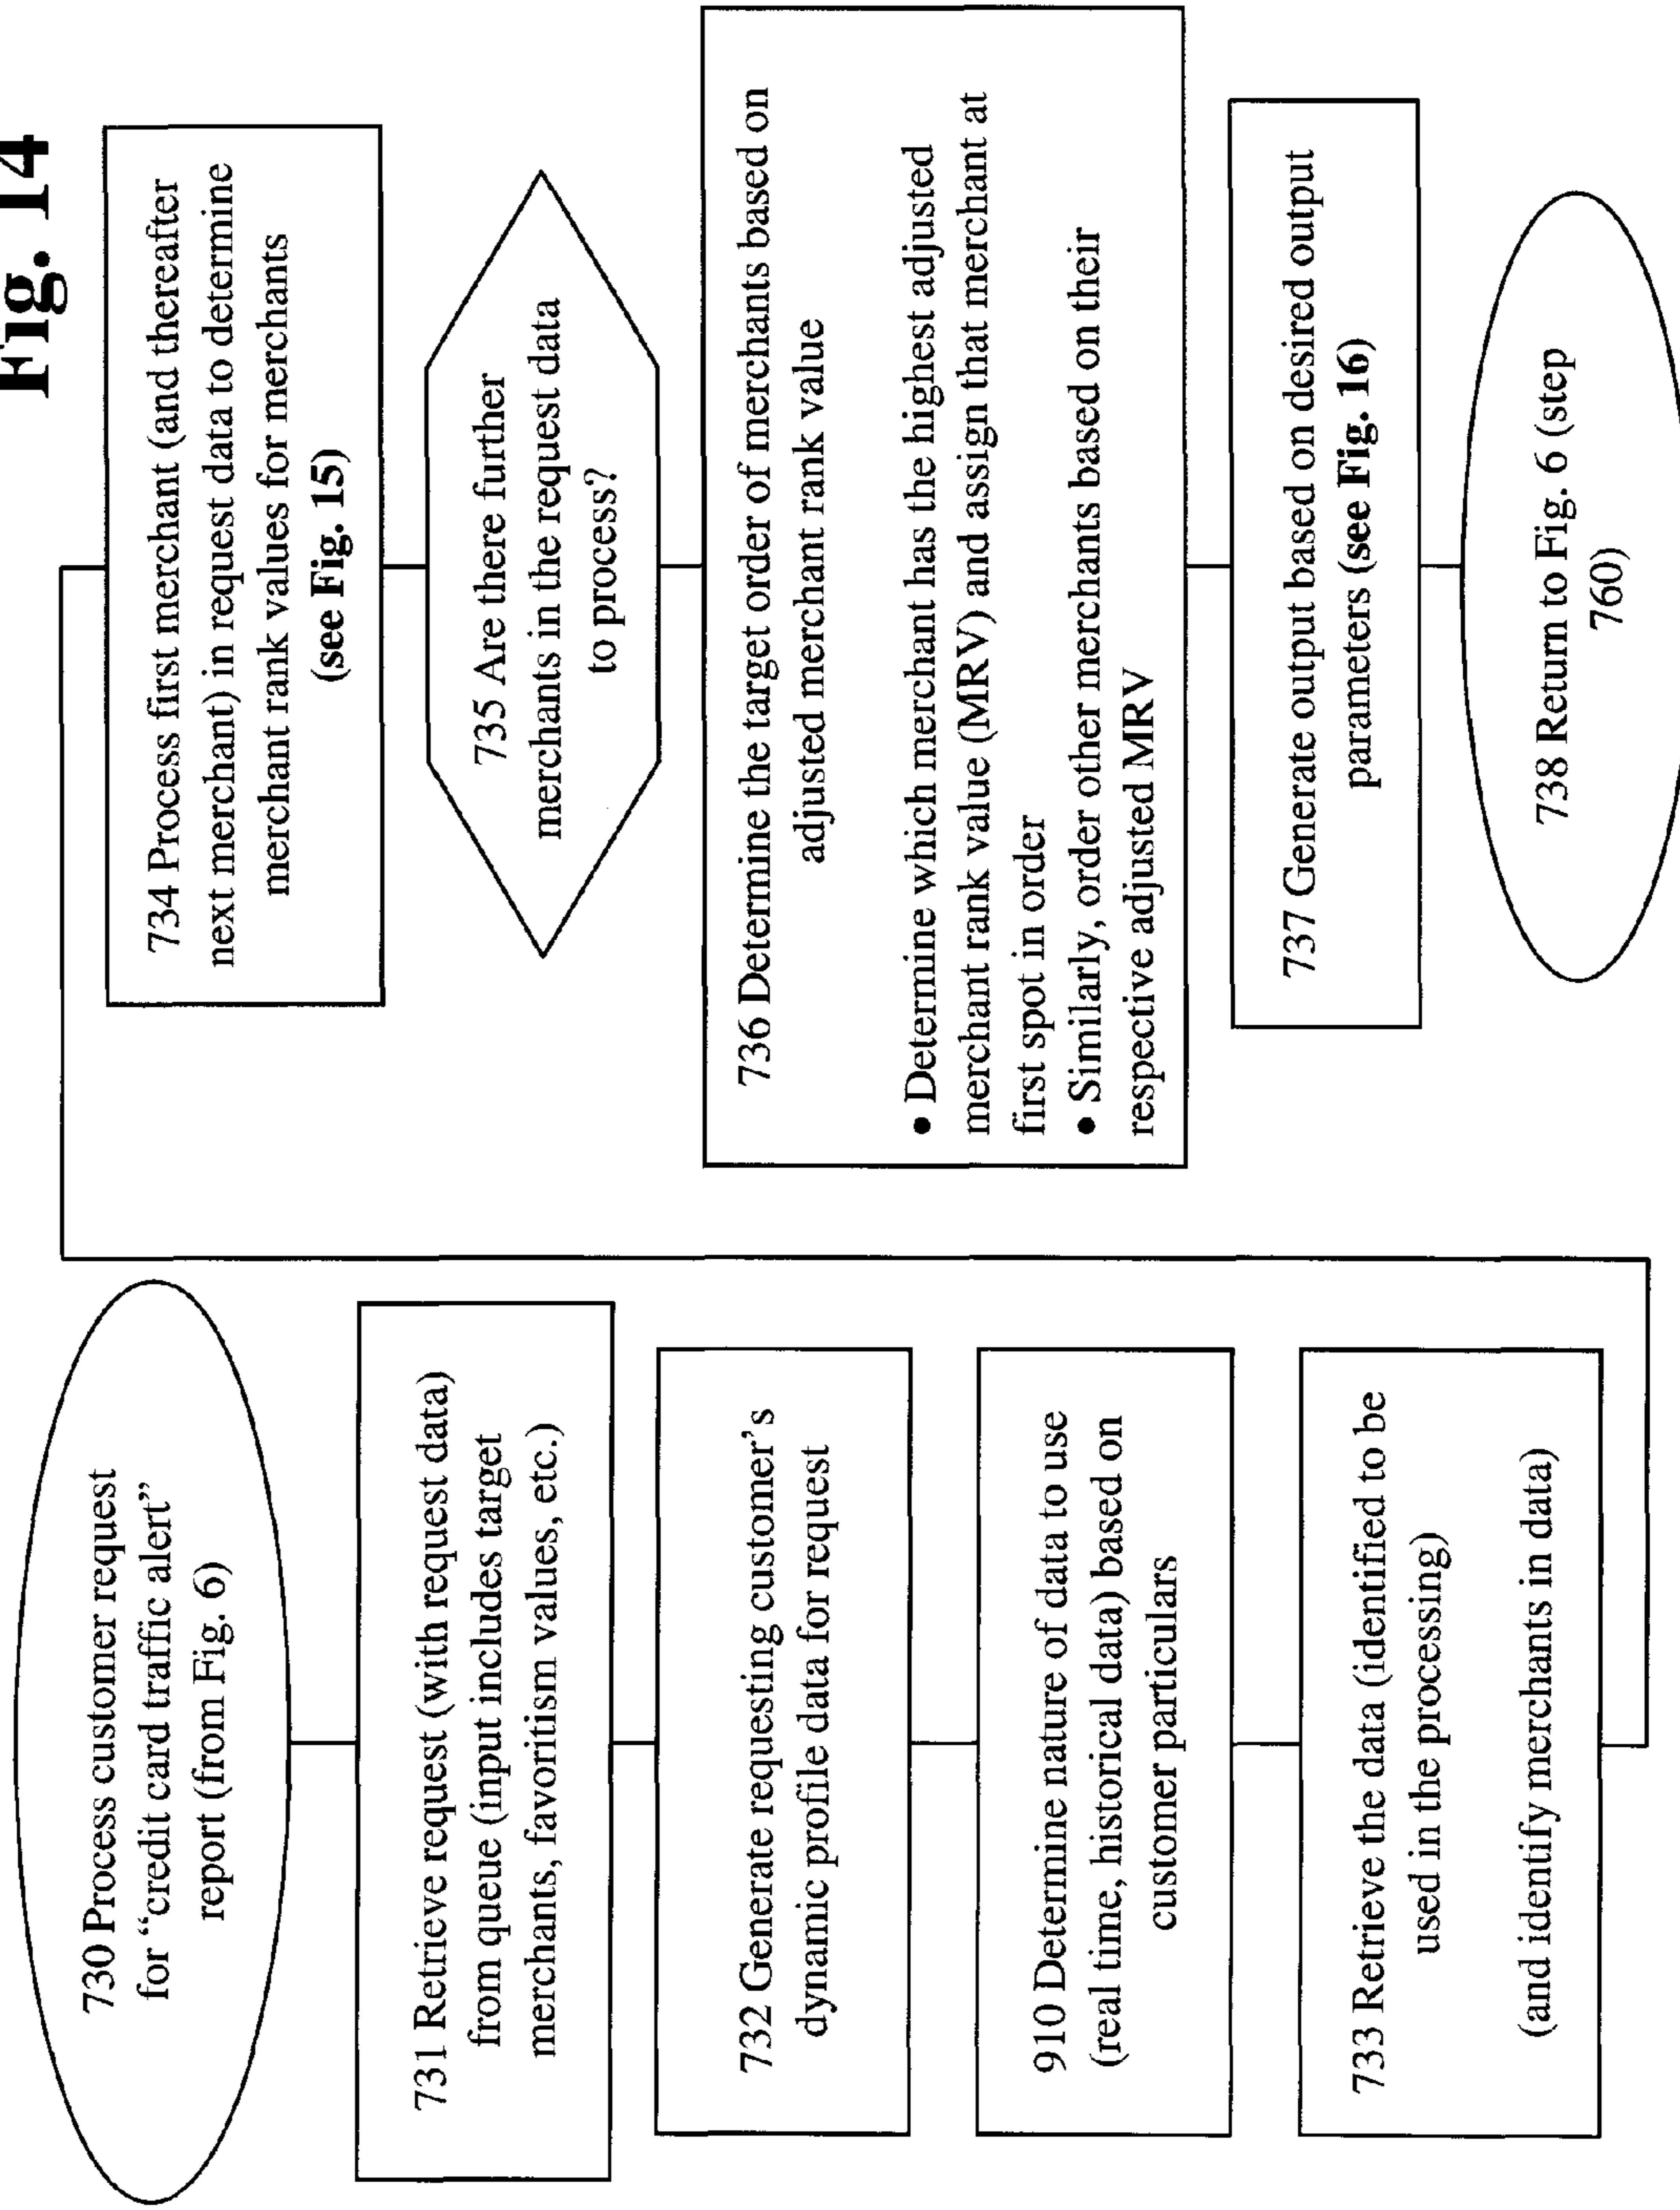 Fig. 14
730 Process customer request
for “credit card traffic alert”
report (from Fig. 6)
731 Retrieve request (with request data)
from queue (input includes target
merchants, favoritism values, etc.)
732 Generate requesting customer's
dynamic profile data for request
910 Determine nature of data to use
(real time, historical data) based on
customer particulars
733 Retrieve the data (identified to be
used in the processing)
(and identify merchants in data)
734 Process first merchant (and thereafter
next merchant) in request data to determine
merchant rank values for merchants
(see Fig. 15)
735 Are there further
merchants in the request data
to process?
736 Determine the target order of merchants based on
adjusted merchant rank value
• Determine which merchant has the highest adjusted
merchant rank value (MRV) and assign that merchant at
first spot in order
• Similarly, order other merchants based on their
respective adjusted MRV
737 Generate output based on desired output
parameters (see Fig. 16)
738 Return to Fig. 6 (step
760)